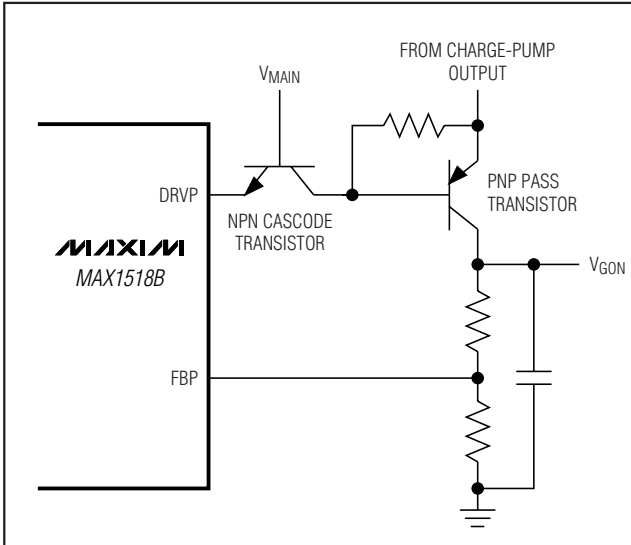 FROM CHARGE-PUMP
OUTPUT
VMAIN
DRVP
NPN CASCODE
TRANSISTOR
PNP PASS
TRANSISTOR
MAXIM
MAX1518B
VGON
FBP